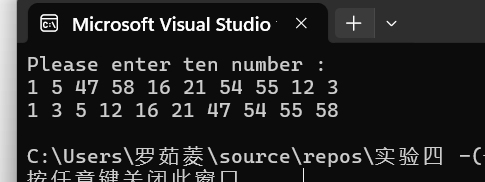 Microsoft Visual Studio
Please enter ten number :
1 5 47 58 16 21 54 55 12 3
1 3 5 12 16 21 47 54 55 58
C:\Users\罗茹菱\source\repos\实验四 -(
按任意键关闭此窗口